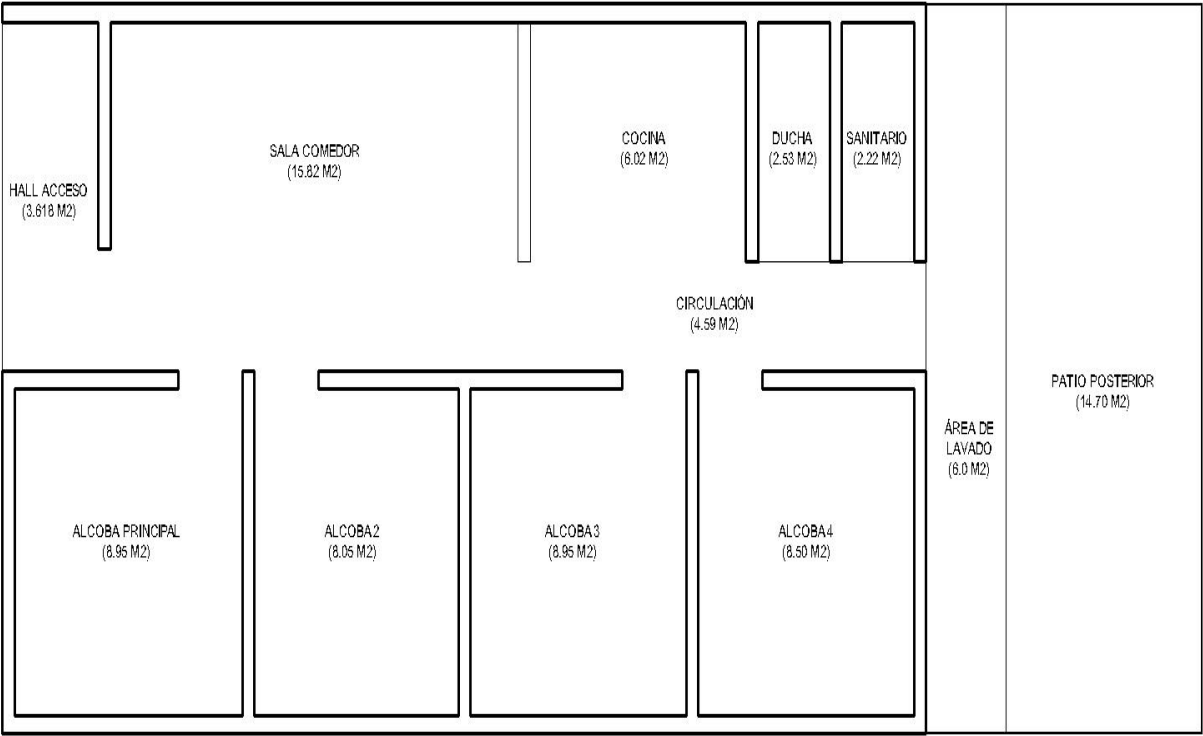 HALL ACCESO
(3.618 M2)
SALA COMEDOR
(15.82 M2)
COCINA
(6.02 M2)
DUCHA
(2.53 M2)
SANITARIO
(2.22 M2)
CIRCULACIÓN
(4.59 M2)
ALCOBA PRINCIPAL
(8.95 M2)
ALCOBA 2
(8.05 M2)
ALCOBA 3
(8.95 M2)
ALCOBA 4
(8.50 M2)
ÁREA DE
LAVADO
(6.0 M2)
PATIO POSTERIOR
(14.70 M2)